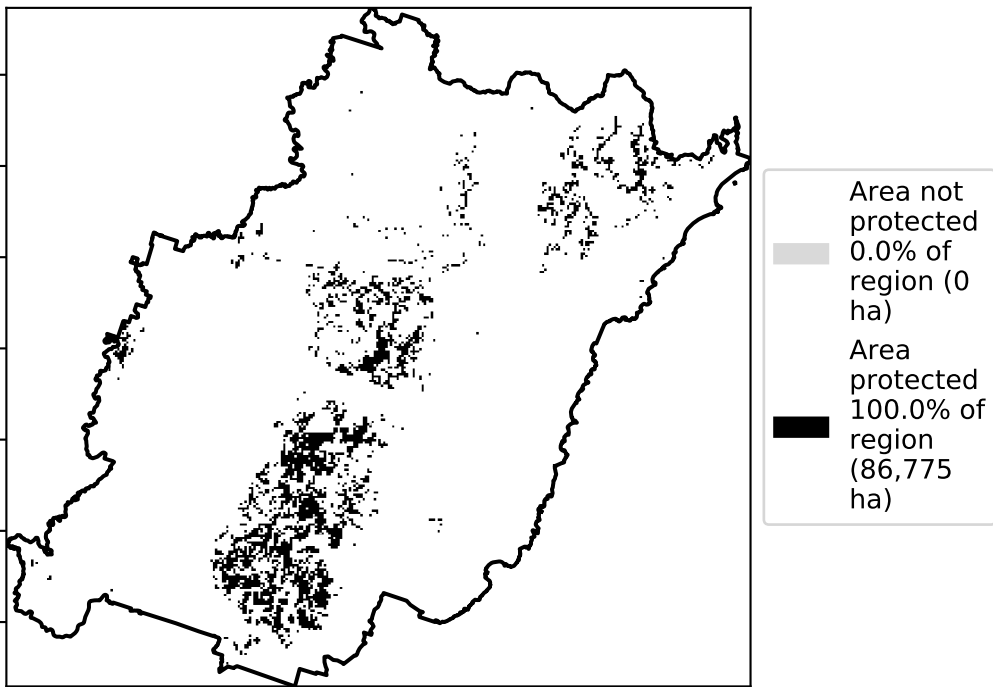 Area not
protected
0.0% of
region (0
ha)
Area
protected
100.0% of
region
(86,775
ha)